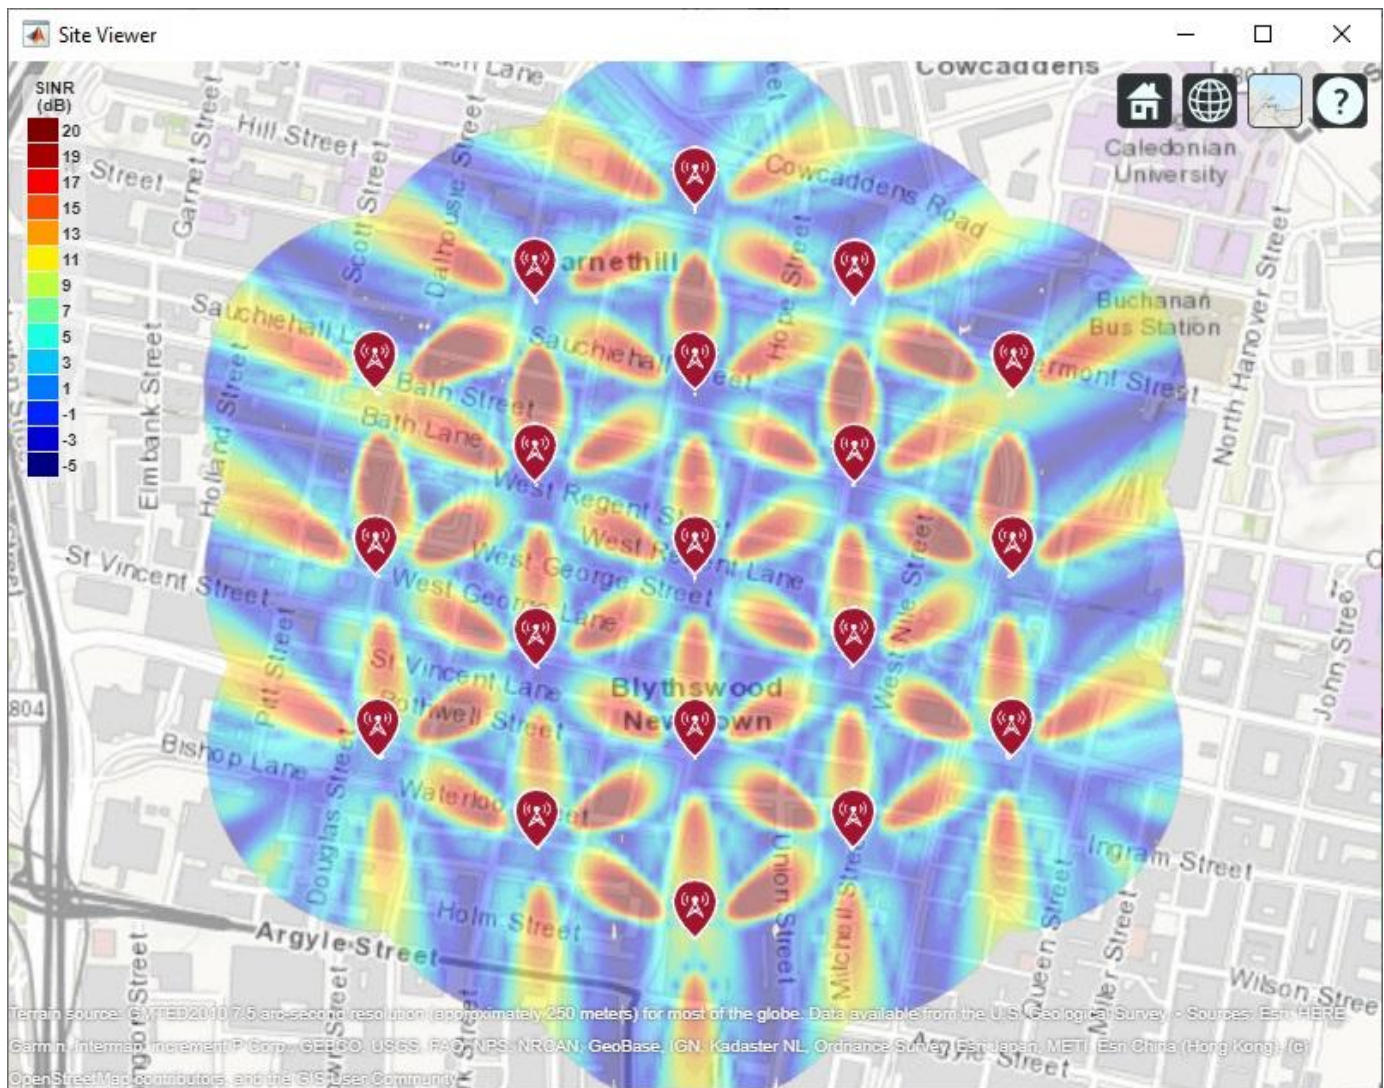 Site Viewer
SINR
(dB)
20
19
17
15
13
11
9
7
5
3
1
-1
-3
-5
Lane
Cowcaddens
Hill Street
Garnet Street
Street
Scott Street
Dalhousie Street
Cowcaddens Road
Caledonian
University
?
arnethill
Hope Street
Buchanan
Bus Station
North Hanover Street
Sauchiehall L
Sauchiehall
eet
ermont Street
Bath Street
Bath Lane
Embank Street
Holland Street
West Regent Street
West Regent Lane
West George Street
West George Lane
West Nile Street
St Vincent Street
St Vincent Lane
Pitt Street
Bothwell Street
Blythswood
New Town
John Street
804
Bishop Lane
Douglas Street
Waterloo Street
Union Street
Mitchell Street
Ingram Street
Holm Street
Argyle Street
Queen Street
Miller Street
Wilson Stree
Argyle Street
Terrain source: GMTED2010 7.5 arc-second resolution (approximately 250 meters) for most of the globe. Data available from the U.S. Geological Survey. • Sources: Esri, HERE,
Garmin, Intermap, increment P Corp., GEBCO, USGS, FAO, NPS, NRCAN, GeoBase, IGN, Kadaster NL, Ordnance Survey, Esri Japan, METI, Esri China (Hong Kong), (c)
OpenStreetMap contributors, and the GIS User Community